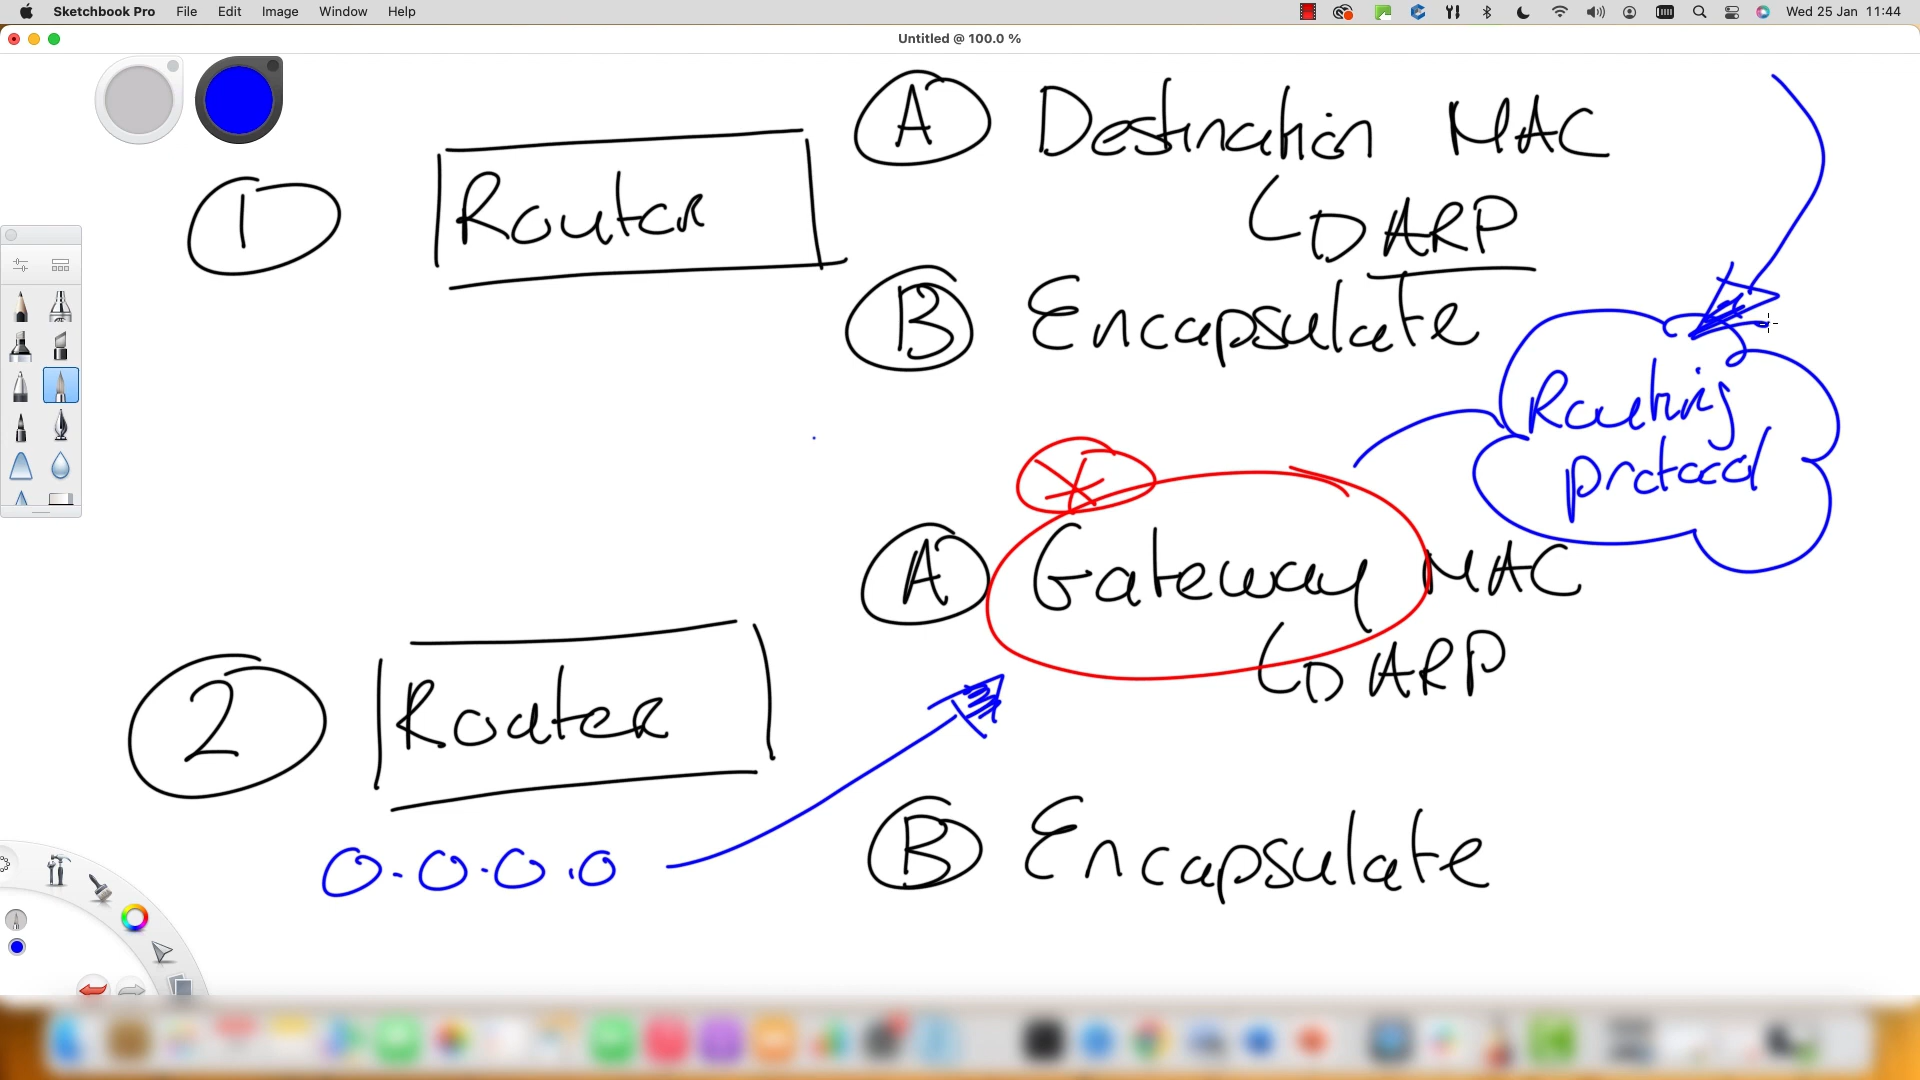 Sketchbook Pro File Edit Image Window Help Wed 25 Jan 11:44
Untitled @ 100.0 %
A Destination MAC
1 Router
ARP
B Encapsulate
Routing
protocol
A Gateway MAC
ARP
2 Router
B Encapsulate
0.0.0.0